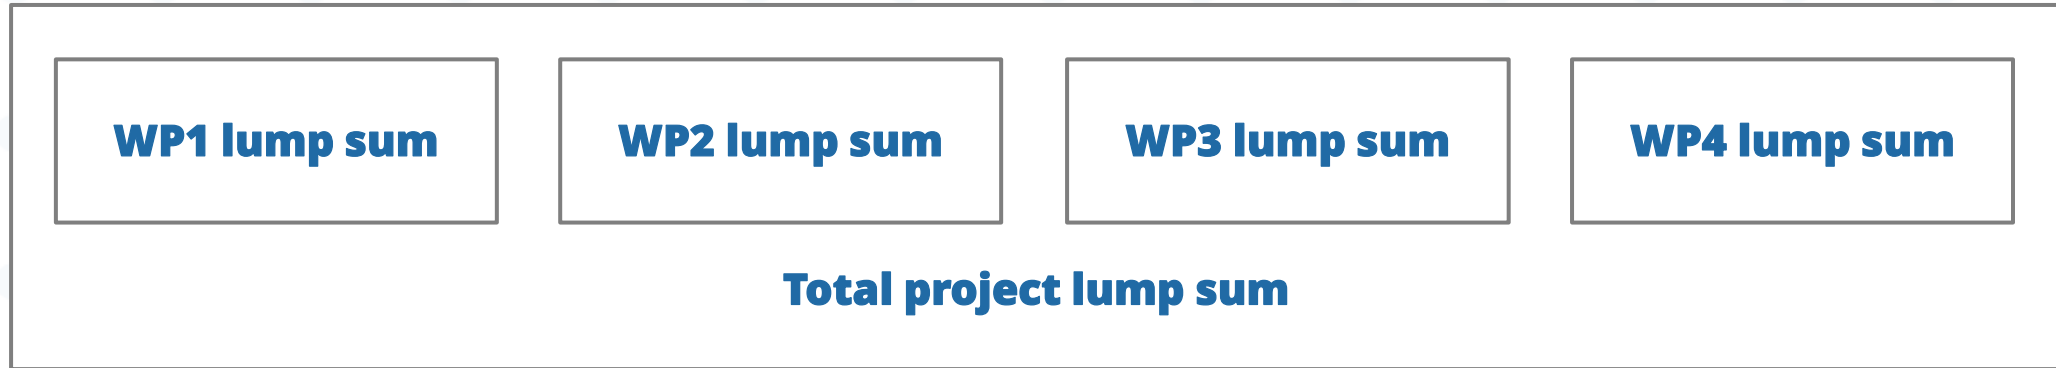 WP1 lump sum
WP2 lump sum
WP3 lump sum
WP4 lump sum
Total project lump sum